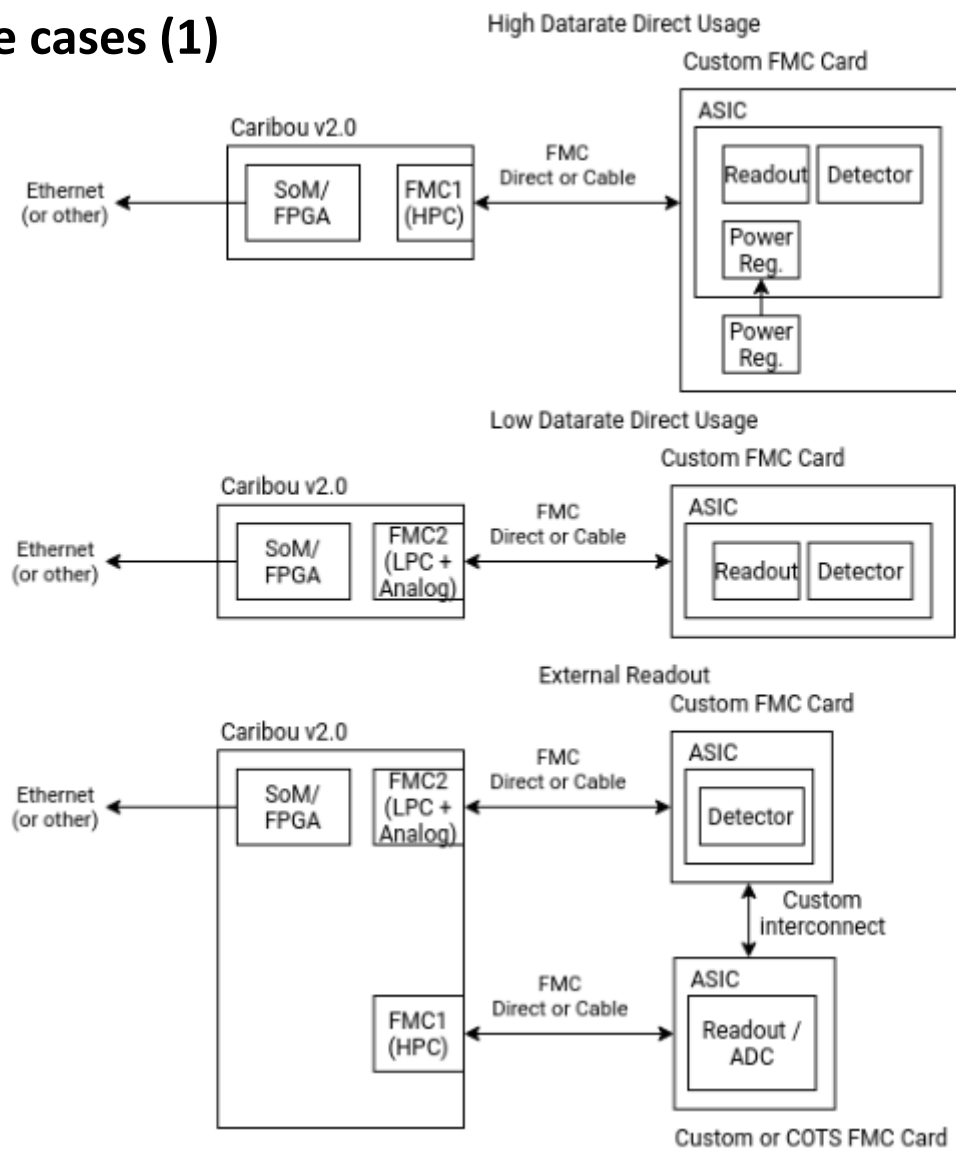 e cases (1)
High Datarate Direct Usage
Custom FMC Card
ASIC
Caribou v2.0
FMC
Direct or Cable
Ethernet
(or other)
SoM/
FPGA
FMC1
(HPC)
Readout
Detector
Power
Reg.
Power
Reg.
Low Datarate Direct Usage
Custom FMC Card
Caribou v2.0
ASIC
FMC
Direct or Cable
Ethernet
(or other)
SoM/
FPGA
FMC2
(LPC +
Analog)
Readout
Detector
External Readout
Custom FMC Card
Caribou v2.0
ASIC
FMC
Direct or Cable
Ethernet
(or other)
SoM/
FPGA
FMC2
(LPC +
Analog)
Detector
Custom
interconnect
FMC
Direct or Cable
ASIC
FMC1
(HPC)
Readout /
ADC
Custom or COTS FMC Card